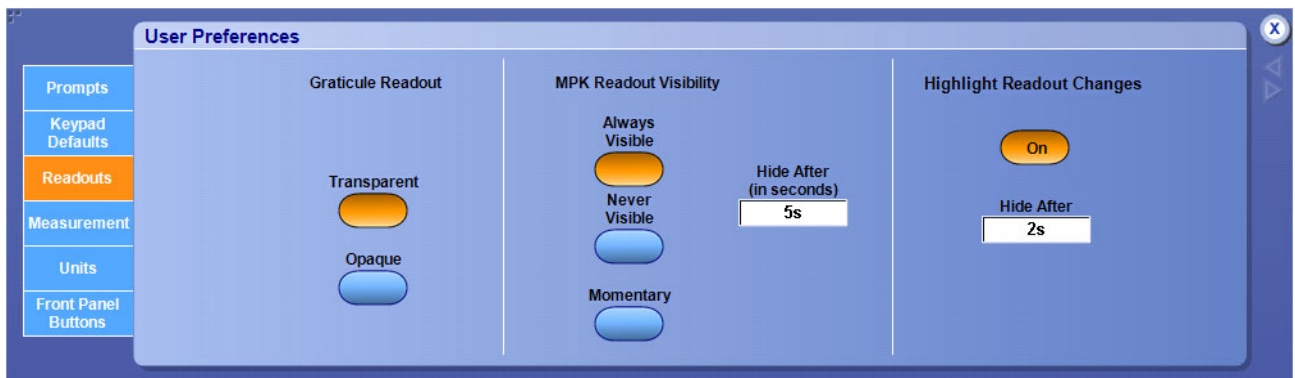 User Preferences
X
Prompts
Keypad
Defaults
Readouts
Measurement
Units
Front Panel
Buttons
Graticule Readout
Transparent
Opaque
MPK Readout Visibility
Always
Visible
Never
Visible
Momentary
Hide After
(in seconds)
5s
Highlight Readout Changes
On
Hide After
2s